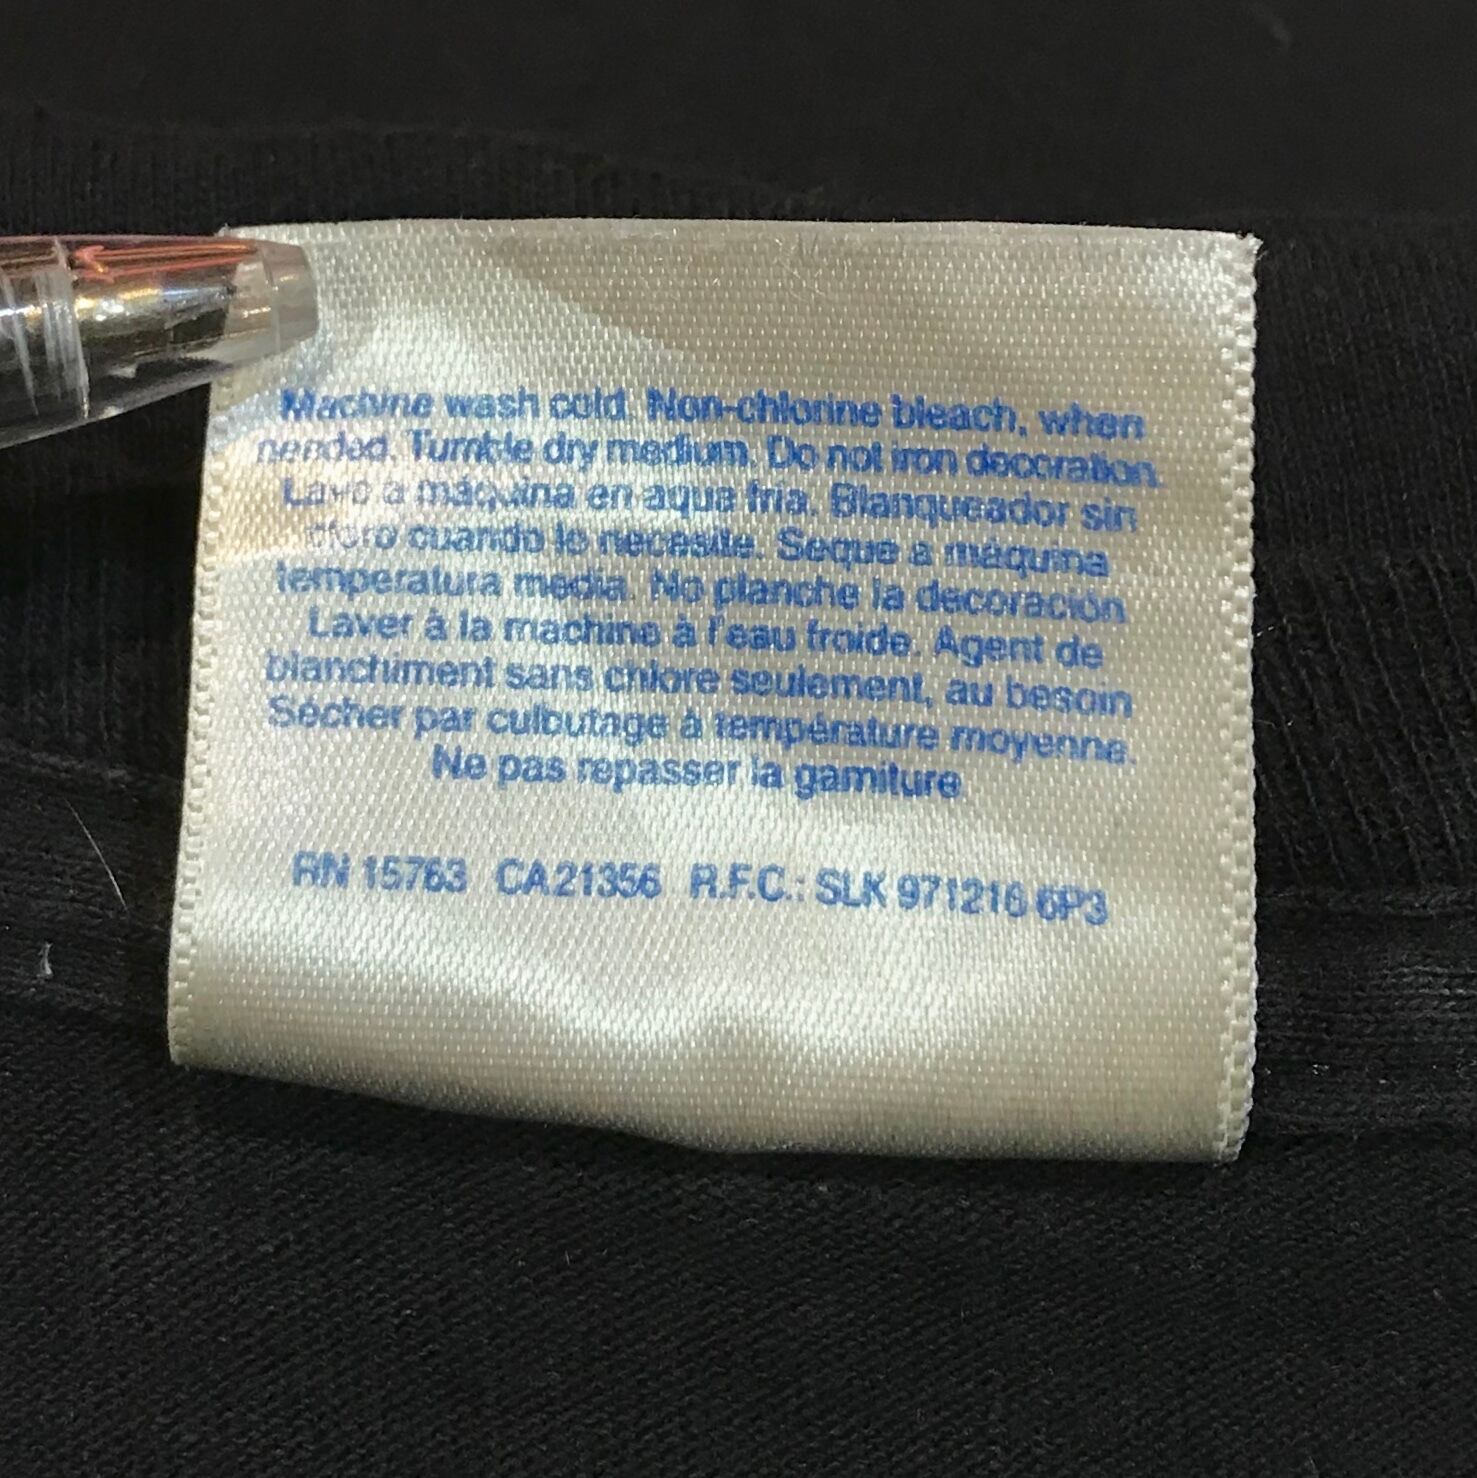 Machine wash cold. Non-chlorine bleach, when
needed. Tumble dry medium. Do not iron decoration.
Lave a máquina en aqua fria. Blanqueador sin
cloro cuando lo necesite. Seque a máquina
temperatura media. No planche la decoración
Laver à la machine à l'eau froide. Agent de
blanchiment sans chlore seulement, au besoin
Sécher par culbutage à température moyenne.
Ne pas repasser la garniture
RN 15763 CA21356 R.F.C.: SLK 971216 6P3